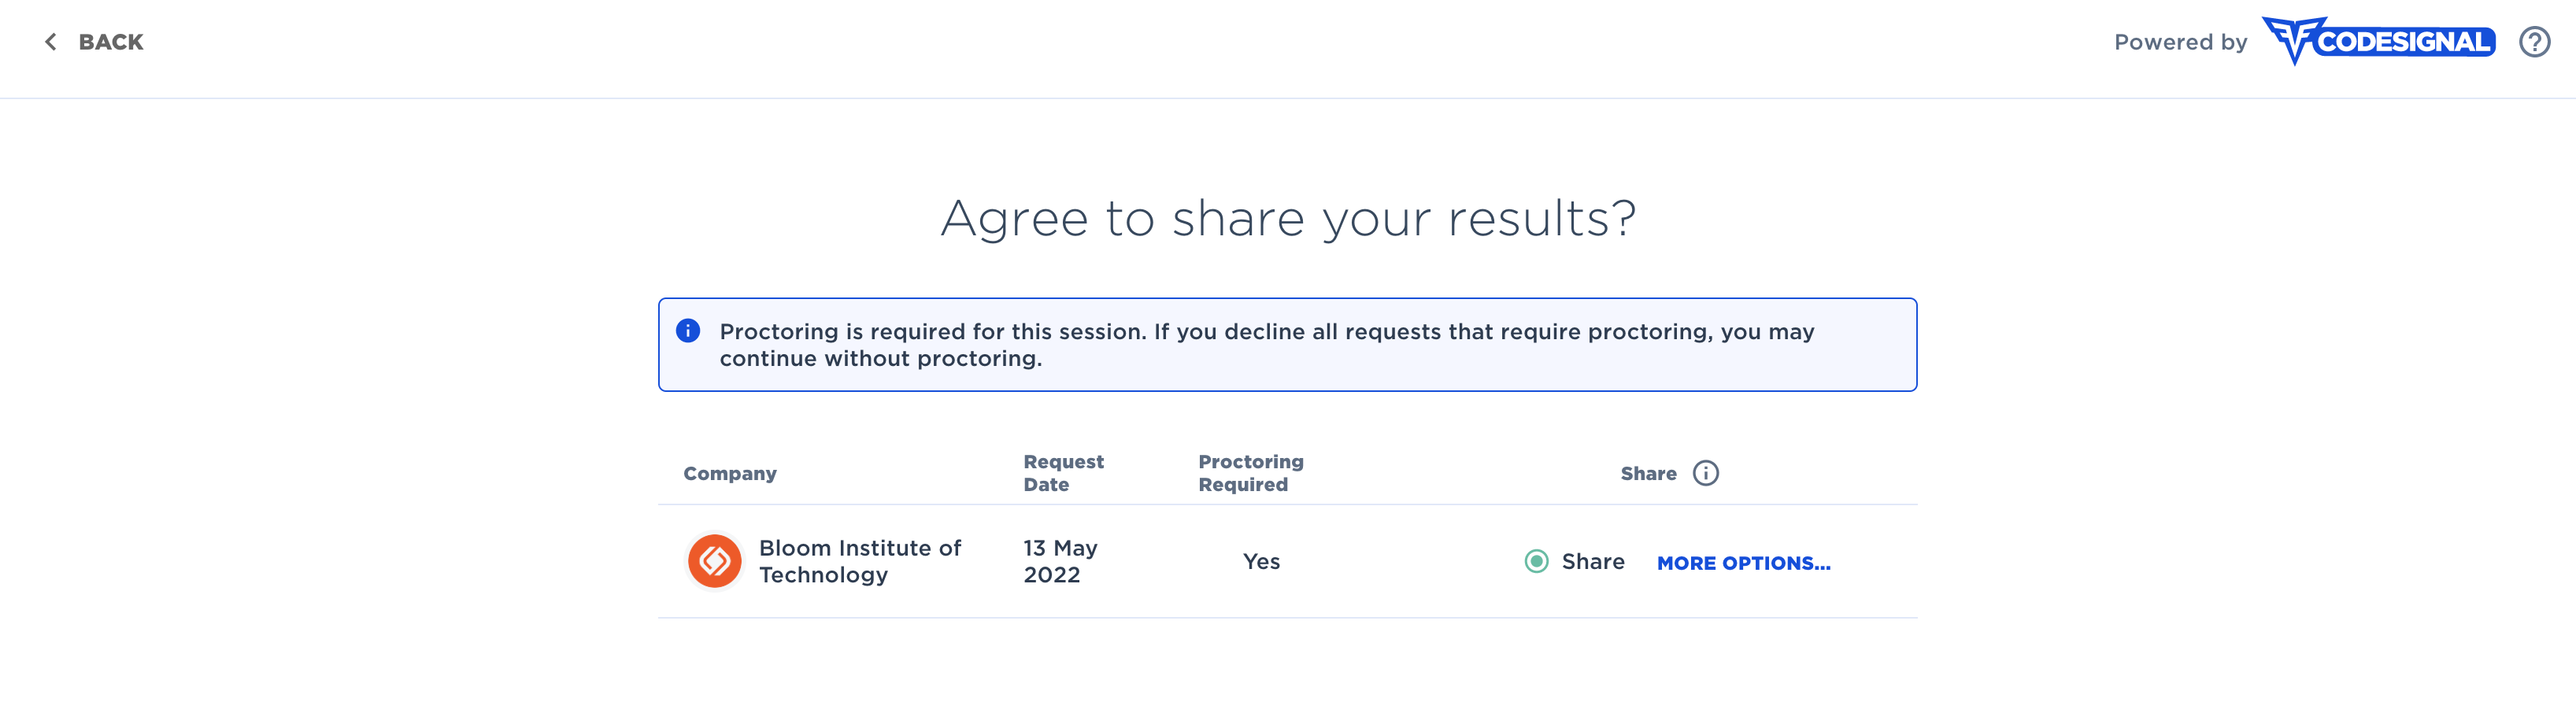 BACK
Powered by CODESIGNAL
Agree to share your results?
Proctoring is required for this session. If you decline all requests that require proctoring, you may
continue without proctoring.
Company
Request
Date
Proctoring
Required
Share
Bloom Institute of
Technology
13 May
2022
Yes
Share
MORE OPTIONS...